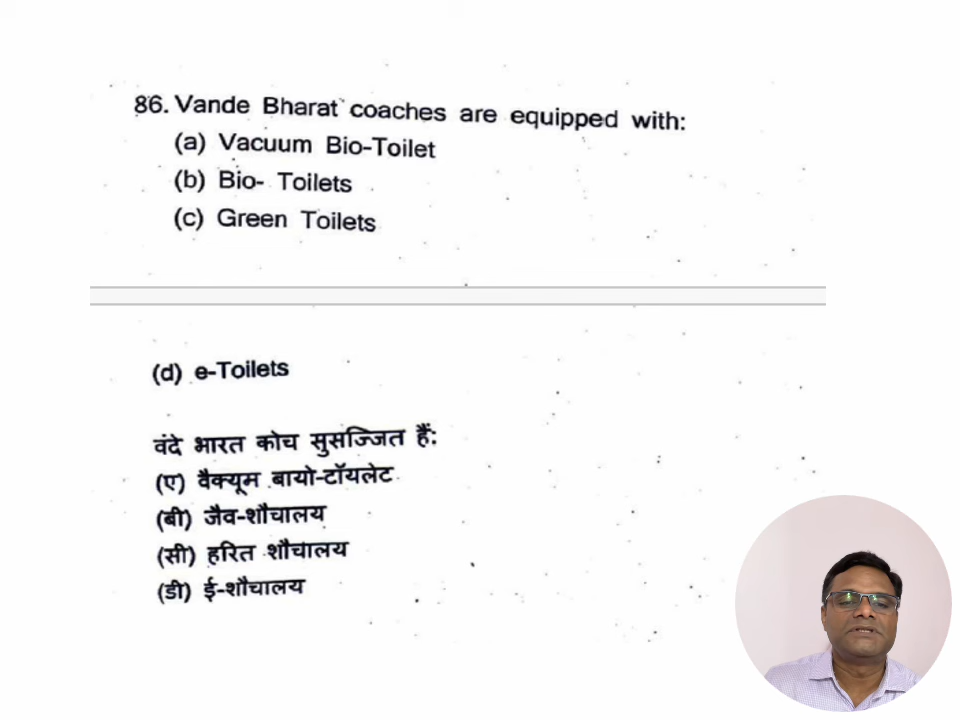 86. Vande Bharat coaches are equipped with:
(a) Vacuum Bio-Toilet
(b) Bio- Toilets
(c) Green Toilets
(d) e-Toilets
वंदे भारत कोच सुसज्जित हैं:
(ए) वैक्यूम बायो-टॉयलेट
(बी) जैव-शौचालय
(सी) हरित शौचालय
(डी) ई-शौचालय